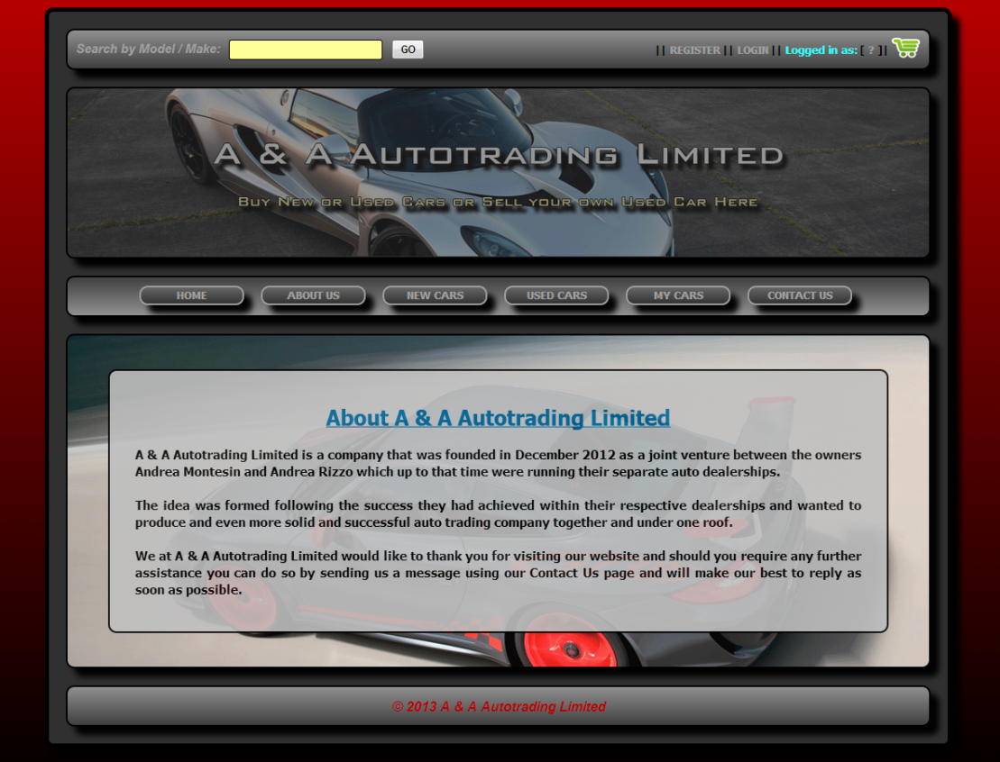 Search by Model / Make: GO || REGISTER || LOGIN || Logged in as: [ ? ]|
A & A Autotrading Limited
Buy New or Used Cars or Sell your own Used Car Here
HOME ABOUT US NEW CARS USED CARS MY CARS CONTACT US
About A & A Autotrading Limited
A & A Autotrading Limited is a company that was founded in December 2012 as a joint venture between the owners
Andrea Montesin and Andrea Rizzo which up to that time were running their separate auto dealerships.
The idea was formed following the success they had achieved within their respective dealerships and wanted to
produce and even more solid and successful auto trading company together and under one roof.
We at A & A Autotrading Limited would like to thank you for visiting our website and should you require any further
assistance you can do so by sending us a message using our Contact Us page and will make our best to reply as
soon as possible.
© 2013 A & A Autotrading Limited